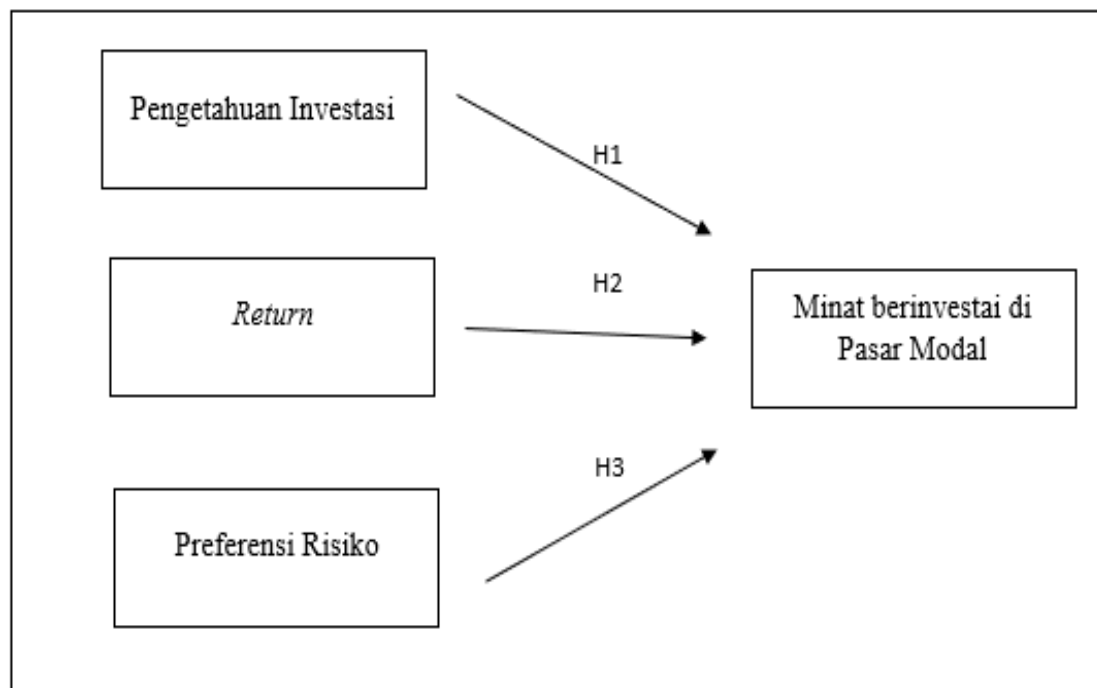 Pengetahuan Investasi
H1
Return
H2
Minat berinvestai di
Pasar Modal
H3
Preferensi Risiko